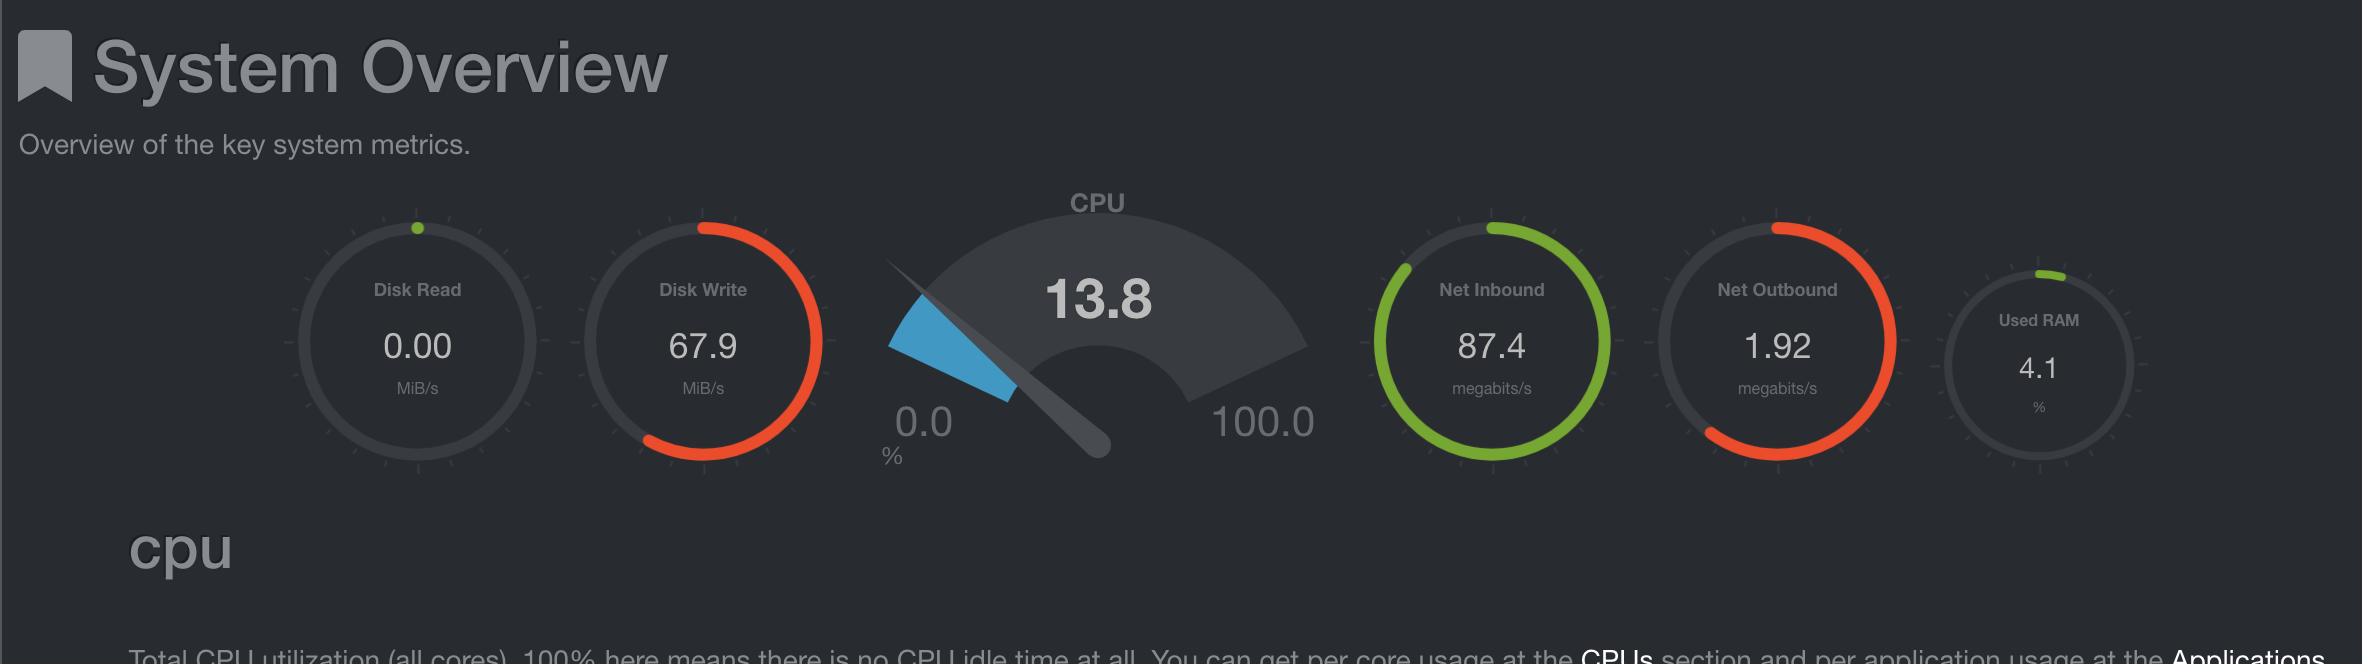 System Overview
Overview of the key system metrics.
CPU
Disk Read
0.00
MiB/s
Disk Write
67.9
MiB/s
13.8
0.0
100.0
%
Net Inbound
87.4
megabits/s
Net Outbound
1.92
megabits/s
Used RAM
4.1
%
cpu
Total CPU utilization (all cores). 100% here means there is no CPU idle time at all. You can get per core usage at the CPUs section and per application usage at the Applications